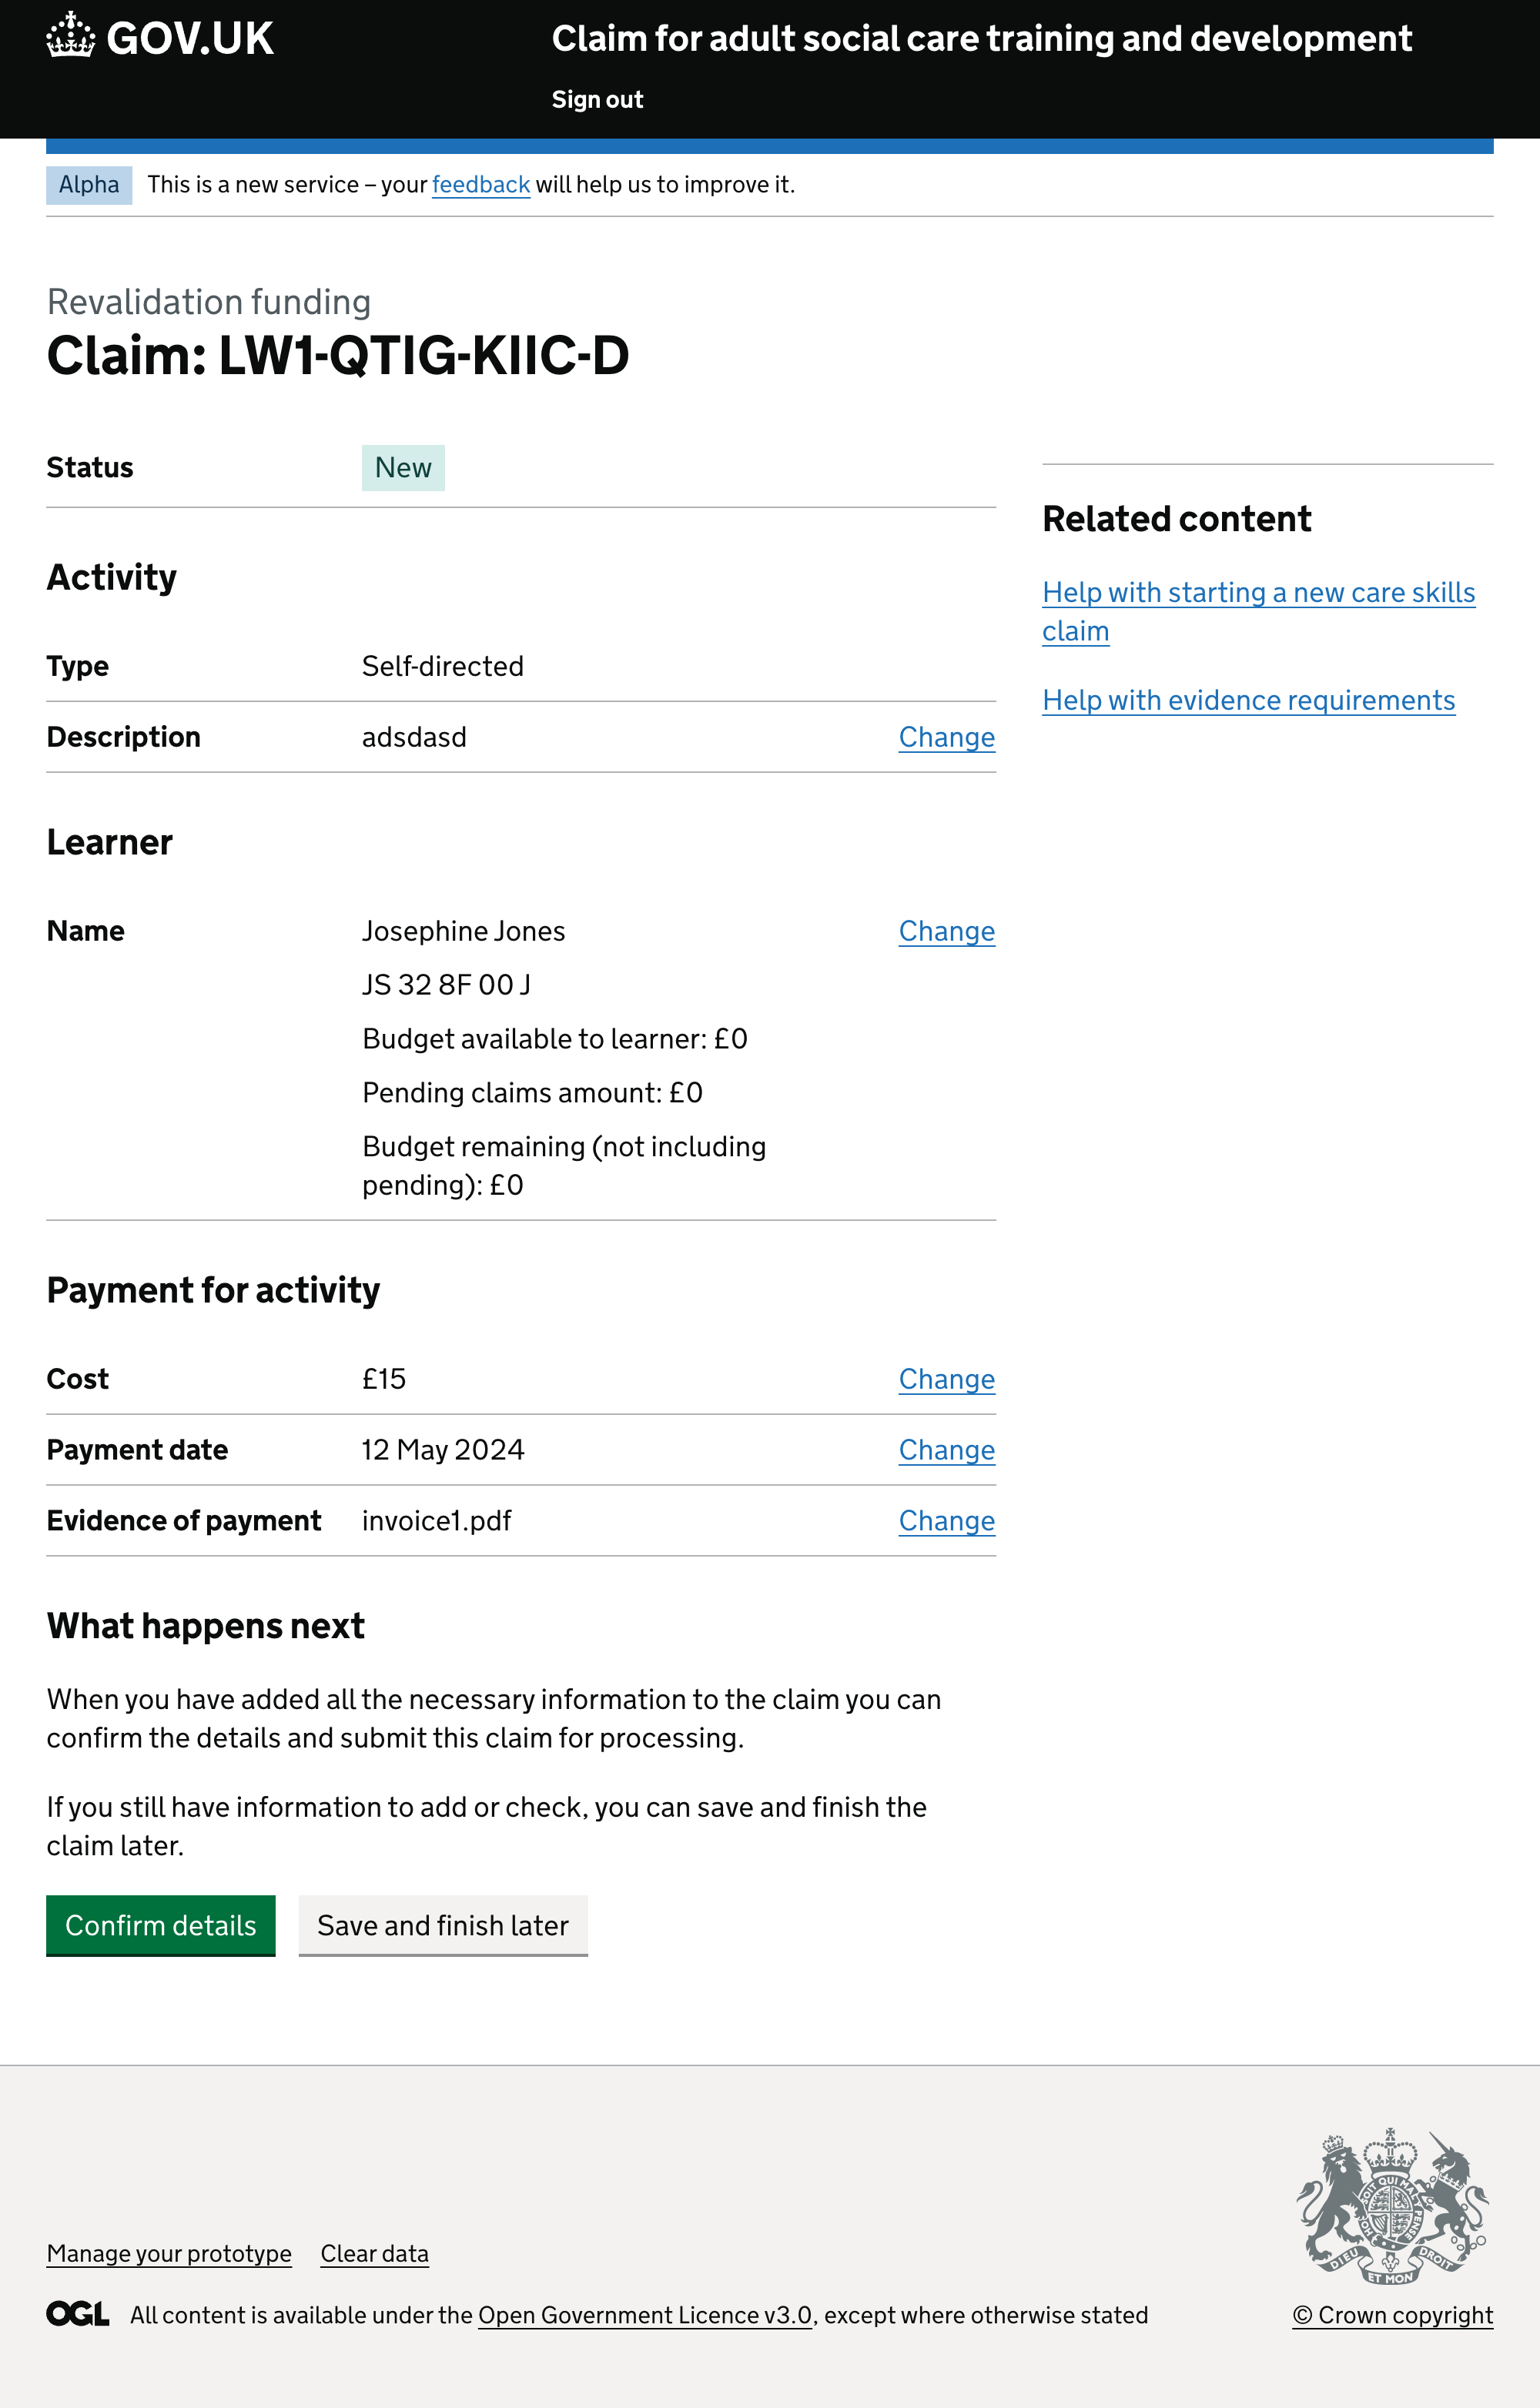 GOV.UK
Claim for adult social care training and development
Sign out
Alpha This is a new service – your feedback will help us to improve it.
Revalidation funding
Claim: LW1-QTIG-KIIC-D
Status New
Activity
Type Self-directed
Description adsdasd Change
Learner
Name Josephine Jones Change
JS 32 8F 00 J
Budget available to learner: £0
Pending claims amount: £0
Budget remaining (not including
pending): £0
Payment for activity
Cost £15 Change
Payment date 12 May 2024 Change
Evidence of payment invoice1.pdf Change
What happens next
When you have added all the necessary information to the claim you can
confirm the details and submit this claim for processing.
If you still have information to add or check, you can save and finish the
claim later.
Confirm details Save and finish later
Related content
Help with starting a new care skills
claim
Help with evidence requirements
Manage your prototype Clear data
OGL All content is available under the Open Government Licence v3.0, except where otherwise stated
DIEU ET MON DROIT
© Crown copyright